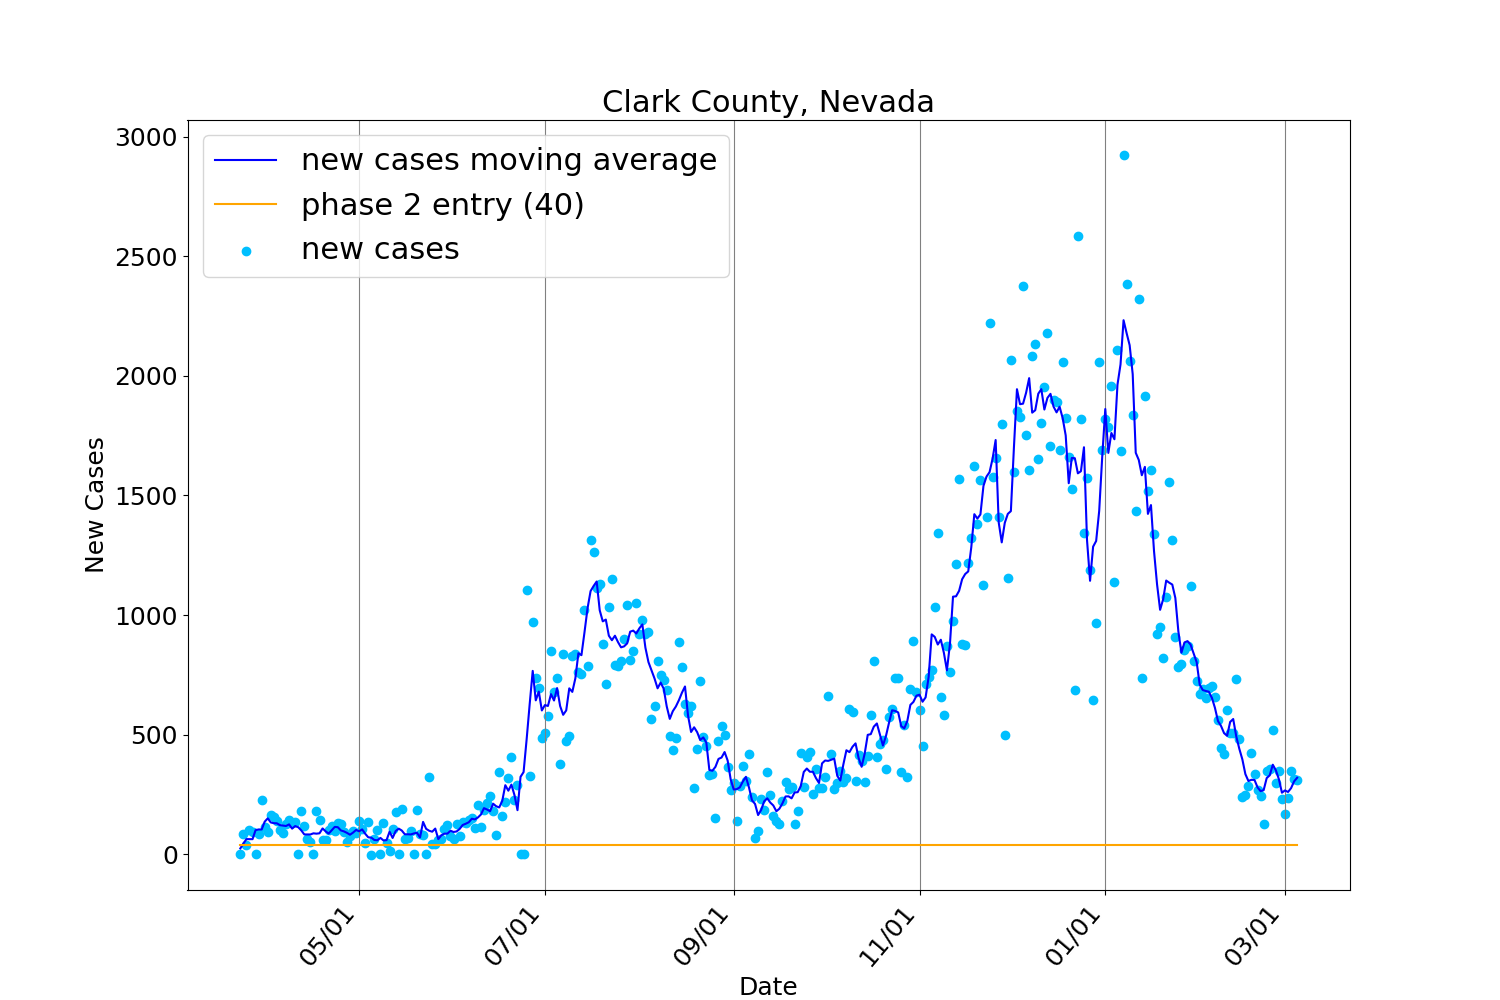 Clark County, Nevada
3000
2500
2000
1500
1000
500
0
New Cases
new cases moving average
phase 2 entry (40)
new cases
05/01
07/01
09/01
11/01
01/01
03/01
Date